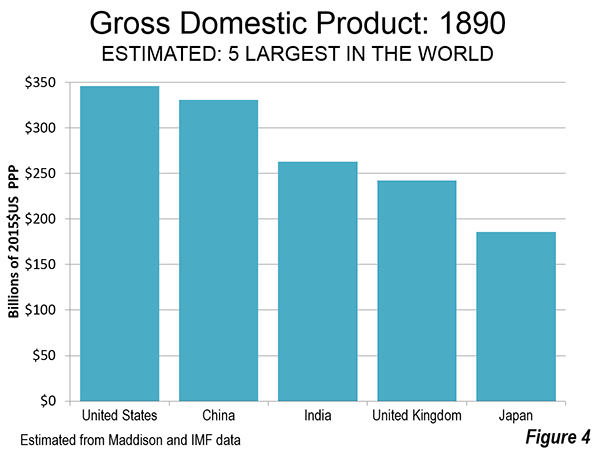 Gross Domestic Product: 1890
ESTIMATED: 5 LARGEST IN THE WORLD
Billions of 2015$US PPP
$350
$300
$250
$200
$150
$100
$50
$0
United States China India United Kingdom Japan
Estimated from Maddison and IMF data
Figure 4